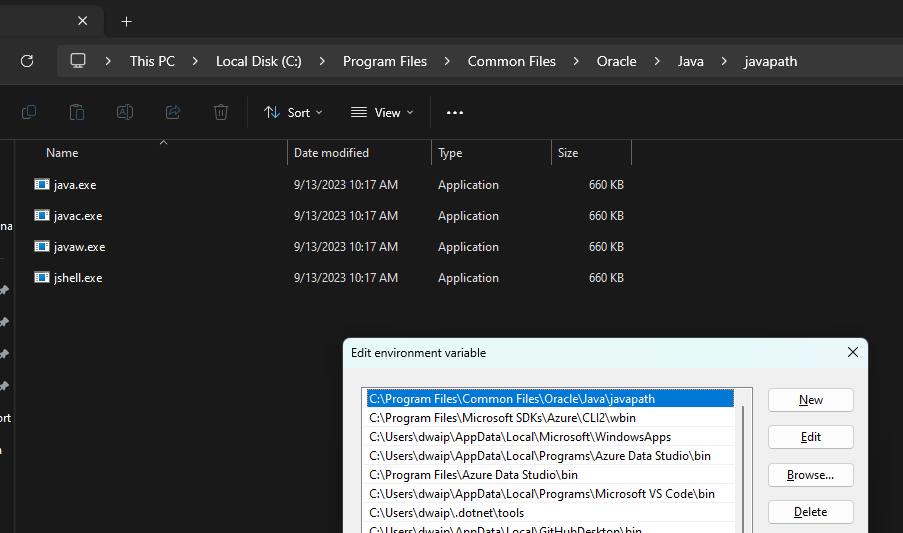 This PC > Local Disk (C:) > Program Files > Common Files > Oracle > Java > javapath
Sort View
Name Date modified Type Size
java.exe 9/13/2023 10:17 AM Application 660 KB
javac.exe 9/13/2023 10:17 AM Application 660 KB
javaw.exe 9/13/2023 10:17 AM Application 660 KB
jshell.exe 9/13/2023 10:17 AM Application 660 KB
na
ort
Edit environment variable
C:\Program Files\Common Files\Oracle\Java\javapath
New
C:\Program Files\Microsoft SDKs\Azure\CLI2\wbin
C:\Users\dwaip\AppData\Local\Microsoft\WindowsApps
Edit
C:\Users\dwaip\AppData\Local\Programs\Azure Data Studio\bin
C:\Program Files\Azure Data Studio\bin
Browse...
C:\Users\dwaip\AppData\Local\Programs\Microsoft VS Code\bin
C:\Users\dwaip\.dotnet\tools
Delete
C:\Users\dwaip\AppData\Local\GitHubDesktop\bin